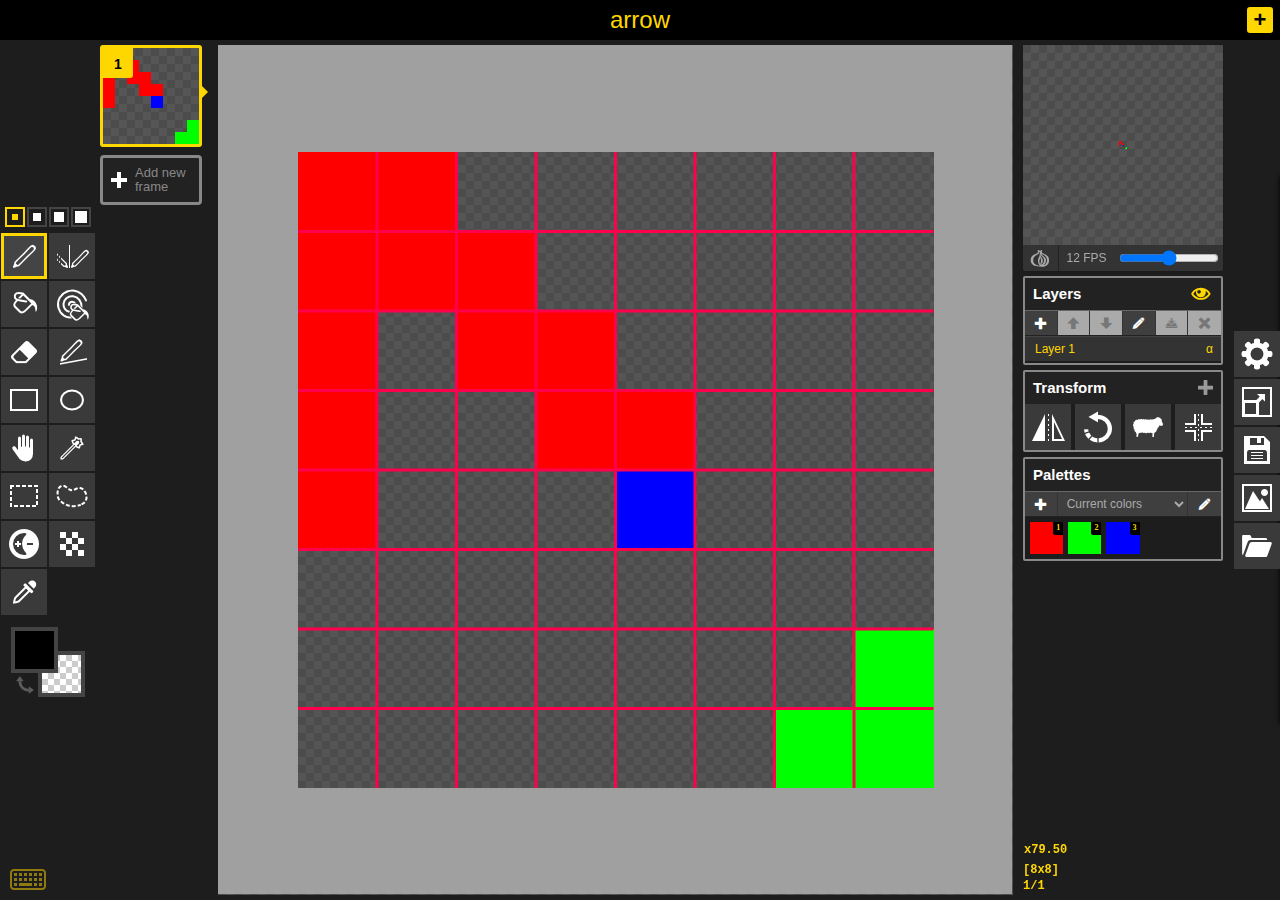 arrow
+
1
Add new
frame
12 FPS
Layers
Layer 1
α
Transform
Palettes
Current colors
1
2
3
x79.50
[8x8]
1/1